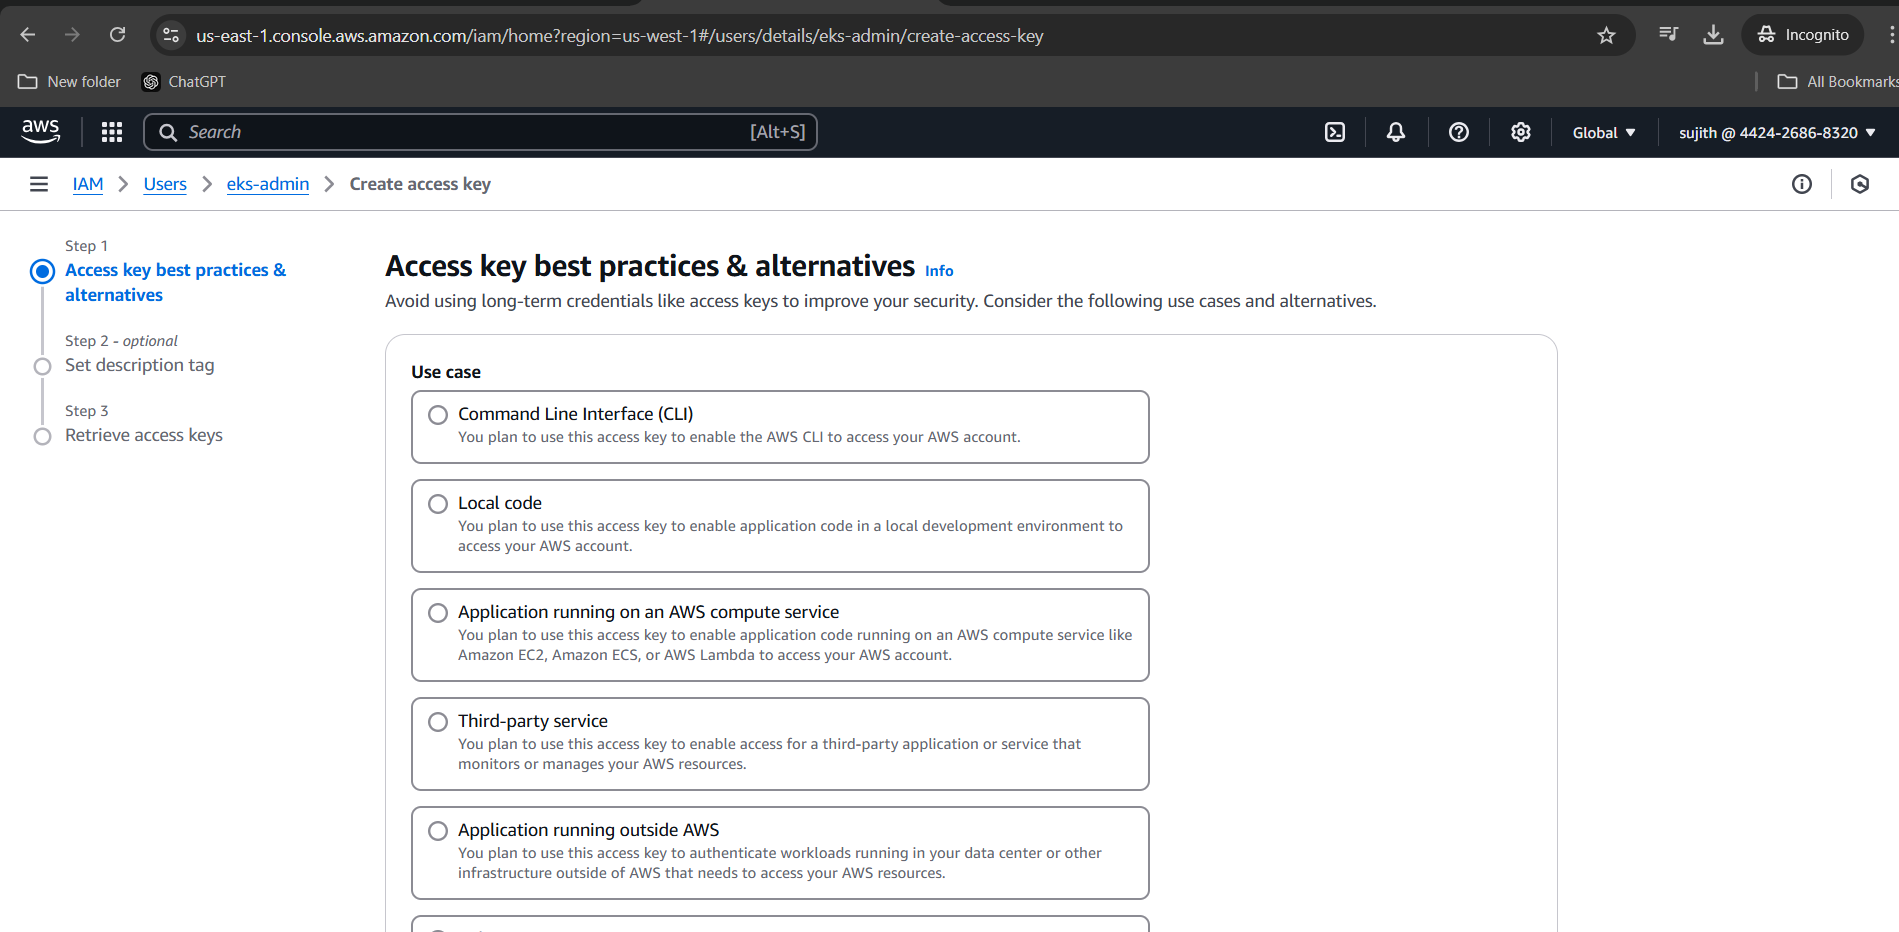 us-east-1.console.aws.amazon.com/iam/home?region=us-west-1#/users/details/eks-admin/create-access-key
Incognito
New folder
ChatGPT
All Bookmarks
aws
Search
[Alt+S]
Global
sujith @ 4424-2686-8320
IAM
Users
eks-admin
Create access key
Step 1
Access key best practices &
alternatives
Step 2 - optional
Set description tag
Step 3
Retrieve access keys
Access key best practices & alternatives Info
Avoid using long-term credentials like access keys to improve your security. Consider the following use cases and alternatives.
Use case
Command Line Interface (CLI)
You plan to use this access key to enable the AWS CLI to access your AWS account.
Local code
You plan to use this access key to enable application code in a local development environment to
access your AWS account.
Application running on an AWS compute service
You plan to use this access key to enable application code running on an AWS compute service like
Amazon EC2, Amazon ECS, or AWS Lambda to access your AWS account.
Third-party service
You plan to use this access key to enable access for a third-party application or service that
monitors or manages your AWS resources.
Application running outside AWS
You plan to use this access key to authenticate workloads running in your data center or other
infrastructure outside of AWS that needs to access your AWS resources.